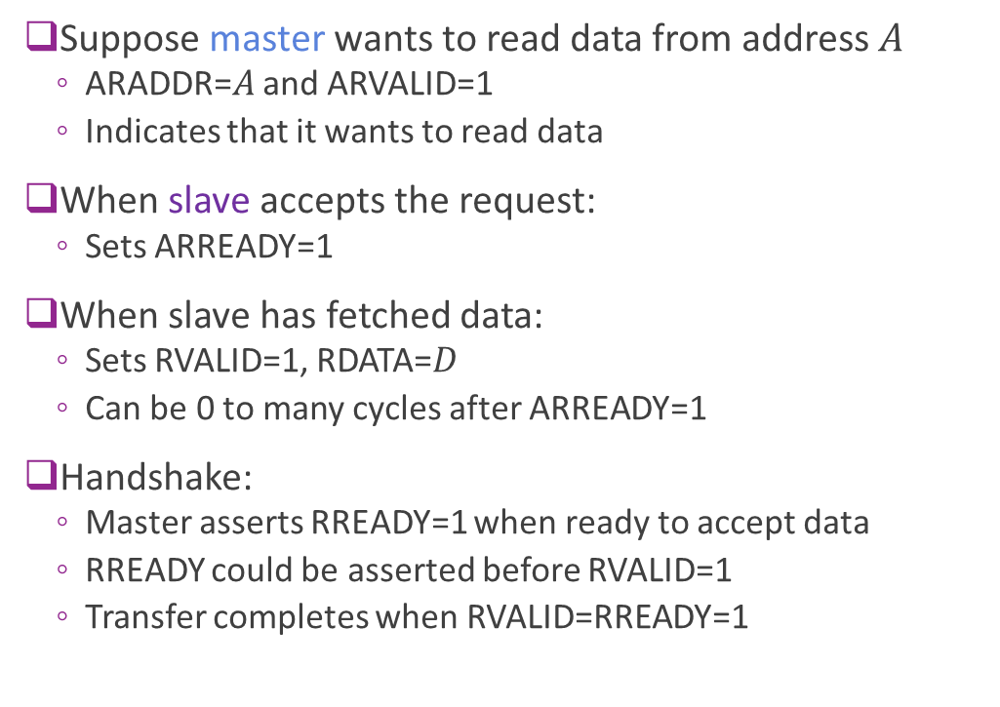 ❑Suppose master wants to read data from address A
◦ ARADDR=A and ARVALID=1
◦ Indicates that it wants to read data
❑When slave accepts the request:
◦ Sets ARREADY=1
❑When slave has fetched data:
◦ Sets RVALID=1, RDATA=D
◦ Can be 0 to many cycles after ARREADY=1
❑Handshake:
◦ Master asserts RREADY=1 when ready to accept data
◦ RREADY could be asserted before RVALID=1
◦ Transfer completes when RVALID=RREADY=1